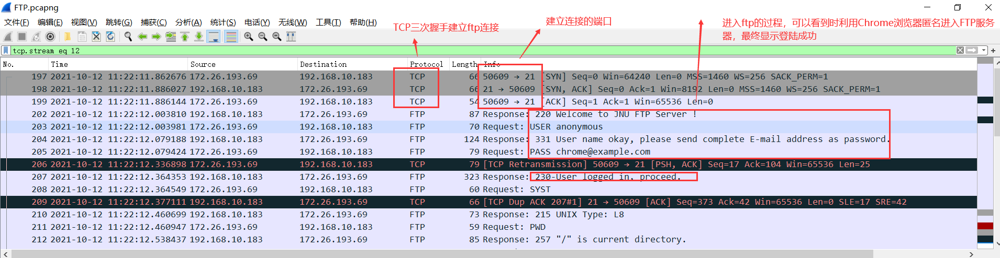 FTP.pcapng
文件(F) 编辑(E) 视图(V) 跳转(G) 捕获(C) 分析(A) 统计(S) 电话(Y) 无线(W) 工具(T) 帮助(H)
TCP三次握手建立ftp连接
建立连接的端口
进入ftp的过程，可以看到时利用Chrome浏览器匿名进入FTP服务
器，最终显示登陆成功
tcp.stream eq 12
No. Time Source Destination Protocol Length Info
197 2021-10-12 11:22:11.862676 172.26.193.69 192.168.10.183 TCP 66 50609 → 21 [SYN] Seq=0 Win=64240 Len=0 MSS=1460 WS=256 SACK_PERM=1
198 2021-10-12 11:22:11.886027 192.168.10.183 172.26.193.69 TCP 66 21 → 50609 [SYN, ACK] Seq=0 Ack=1 Win=8192 Len=0 MSS=1460 WS=256 SACK_PERM=1
199 2021-10-12 11:22:11.886144 172.26.193.69 192.168.10.183 TCP 54 50609 → 21 [ACK] Seq=1 Ack=1 Win=65536 Len=0
202 2021-10-12 11:22:12.003810 192.168.10.183 172.26.193.69 FTP 87 Response: 220 Welcome to JNU FTP Server !
203 2021-10-12 11:22:12.003981 172.26.193.69 192.168.10.183 FTP 70 Request: USER anonymous
204 2021-10-12 11:22:12.079188 192.168.10.183 172.26.193.69 FTP 124 Response: 331 User name okay, please send complete E-mail address as password.
205 2021-10-12 11:22:12.079424 172.26.193.69 192.168.10.183 FTP 79 Request: PASS chrome@example.com
206 2021-10-12 11:22:12.336898 172.26.193.69 192.168.10.183 TCP 79 [TCP Retransmission] 50609 → 21 [PSH, ACK] Seq=17 Ack=104 Win=65536 Len=25
207 2021-10-12 11:22:12.364353 192.168.10.183 172.26.193.69 FTP 323 Response: 230-User logged in, proceed.
208 2021-10-12 11:22:12.364549 172.26.193.69 192.168.10.183 FTP 60 Request: SYST
209 2021-10-12 11:22:12.377111 192.168.10.183 172.26.193.69 TCP 66 [TCP Dup ACK 207#1] 21 → 50609 [ACK] Seq=373 Ack=42 Win=65536 Len=0 SLE=17 SRE=42
210 2021-10-12 11:22:12.460699 192.168.10.183 172.26.193.69 FTP 73 Response: 215 UNIX Type: L8
211 2021-10-12 11:22:12.460947 172.26.193.69 192.168.10.183 FTP 59 Request: PWD
212 2021-10-12 11:22:12.538437 192.168.10.183 172.26.193.69 FTP 85 Response: 257 "/" is current directory.